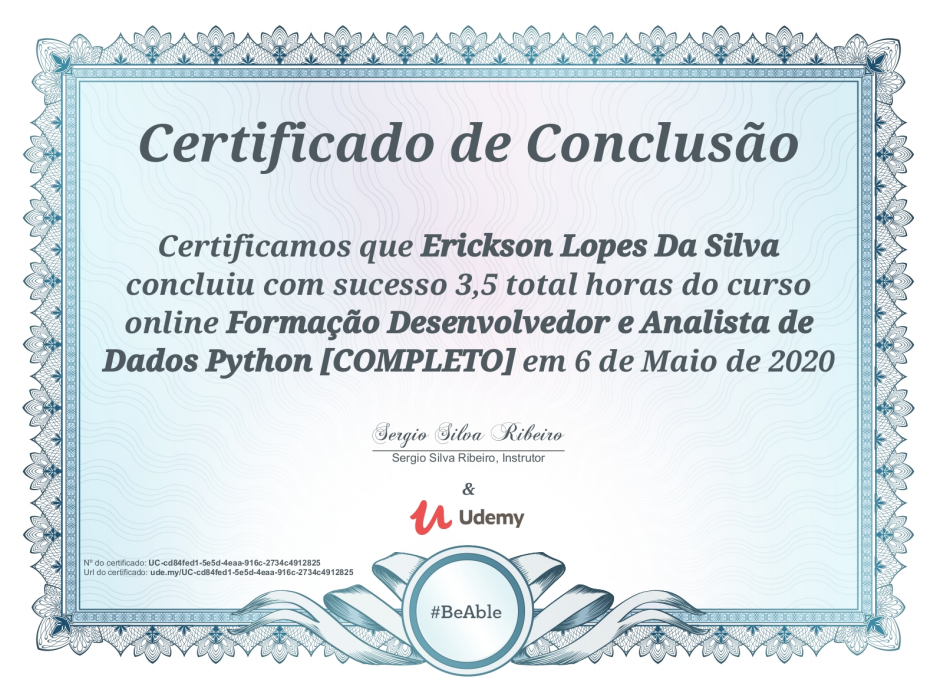 Certificado de Conclusão
Certificamos que Erickson Lopes Da Silva
concluiu com sucesso 3,5 total horas do curso
online Formação Desenvolvedor e Analista de
Dados Python [COMPLETO] em 6 de Maio de 2020
Sergio Silva Ribeiro
Sergio Silva Ribeiro, Instrutor
&
Udemy
Nº do certificado: UC-cd84fed1-5e5d-4eaa-916c-2734c4912825
Url do certificado: ude.my/UC-cd84fed1-5e5d-4eaa-916c-2734c4912825
#BeAble